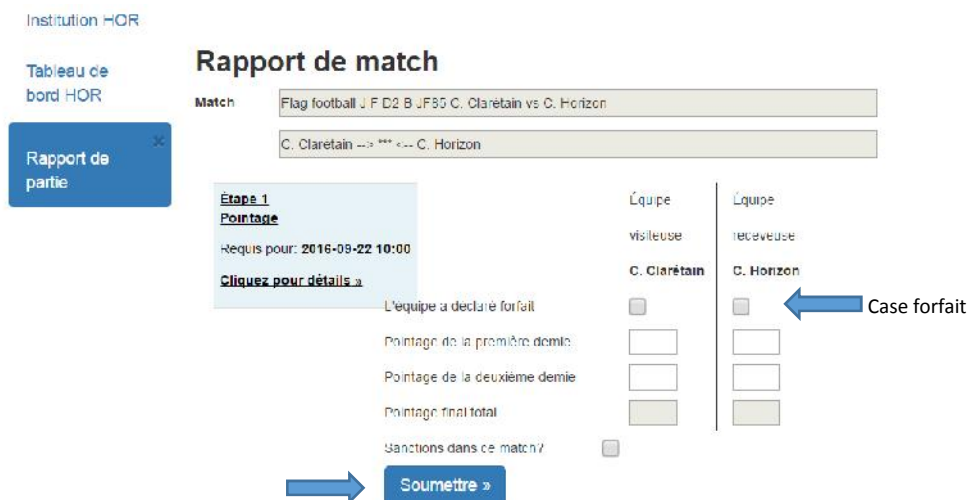 Institution HOR
Tableau de
bord HOR
Rapport de
partie
×
Rapport de match
Match
Flag football J F D2 B JF85 C. Clarétain vs C. Horizon
C. Clarétain --> *** <-- C. Horizon
Étape 1
Pointage
Requis pour: 2016-09-22 10:00
Cliquez pour détails »
Équipe
visiteuse
C. Clarétain
Équipe
receveuse
C. Horizon
L'équipe a déclaré forfait
Case forfait
Pointage de la première demie
Pointage de la deuxième demie
Pointage final total
Sanctions dans ce match?
Soumettre »